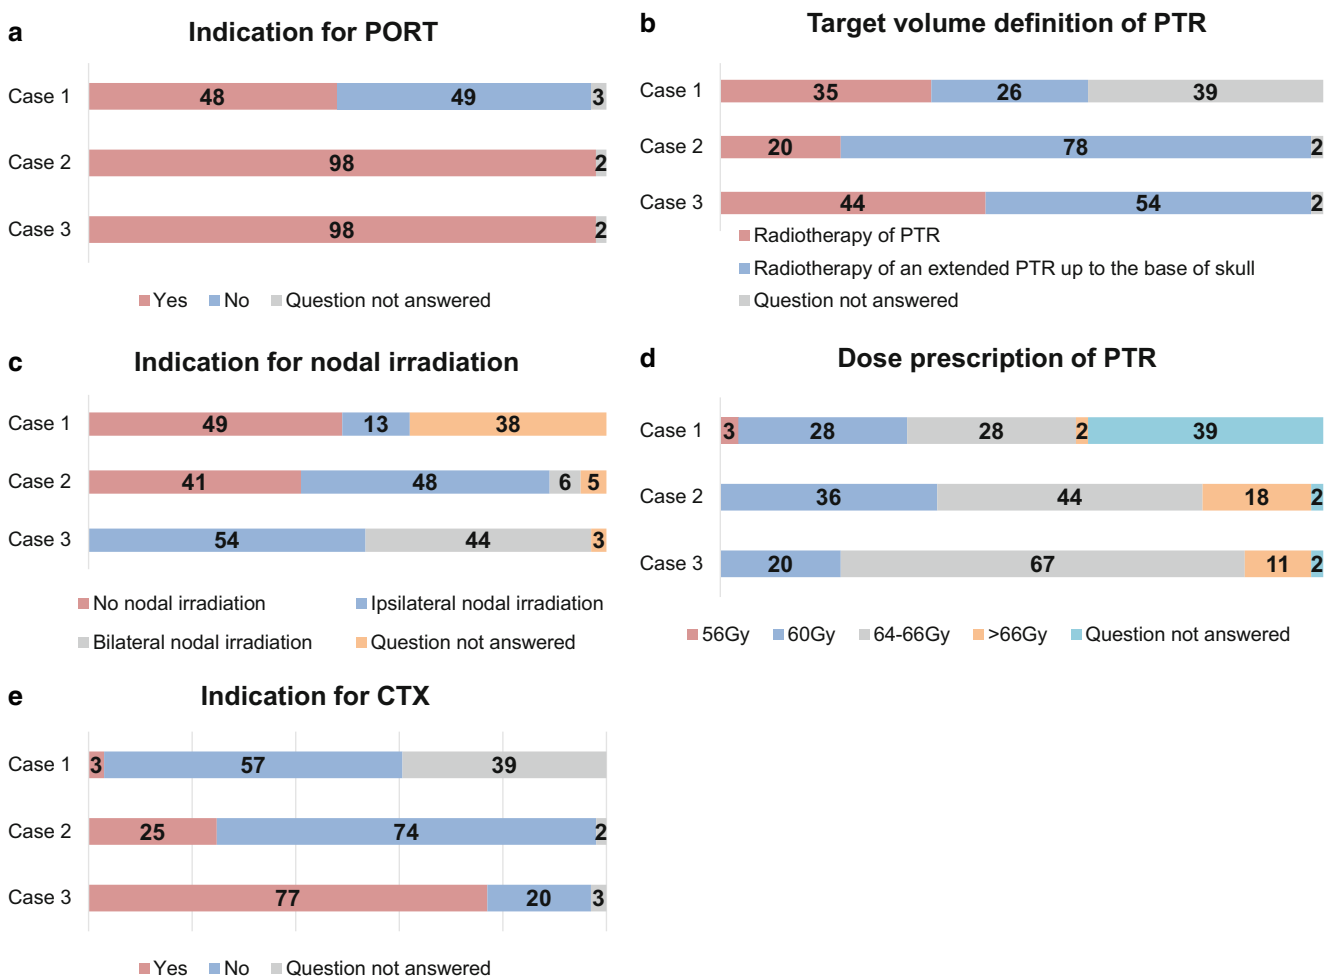 a Indication for PORT
Case 1 48 49 3
Case 2 98 2
Case 3 98 2
Yes No Question not answered
b Target volume definition of PTR
Case 1 35 26 39
Case 2 20 78 2
Case 3 44 54 2
Radiotherapy of PTR
Radiotherapy of an extended PTR up to the base of skull
Question not answered
c Indication for nodal irradiation
Case 1 49 13 38
Case 2 41 48 6 5
Case 3 54 44 3
No nodal irradiation Ipsilateral nodal irradiation
Bilateral nodal irradiation Question not answered
d Dose prescription of PTR
Case 1 3 28 28 2 39
Case 2 36 44 18 2
Case 3 20 67 11 2
56Gy 60Gy 64-66Gy >66Gy Question not answered
e Indication for CTX
Case 1 3 57 39
Case 2 25 74 2
Case 3 77 20 3
Yes No Question not answered